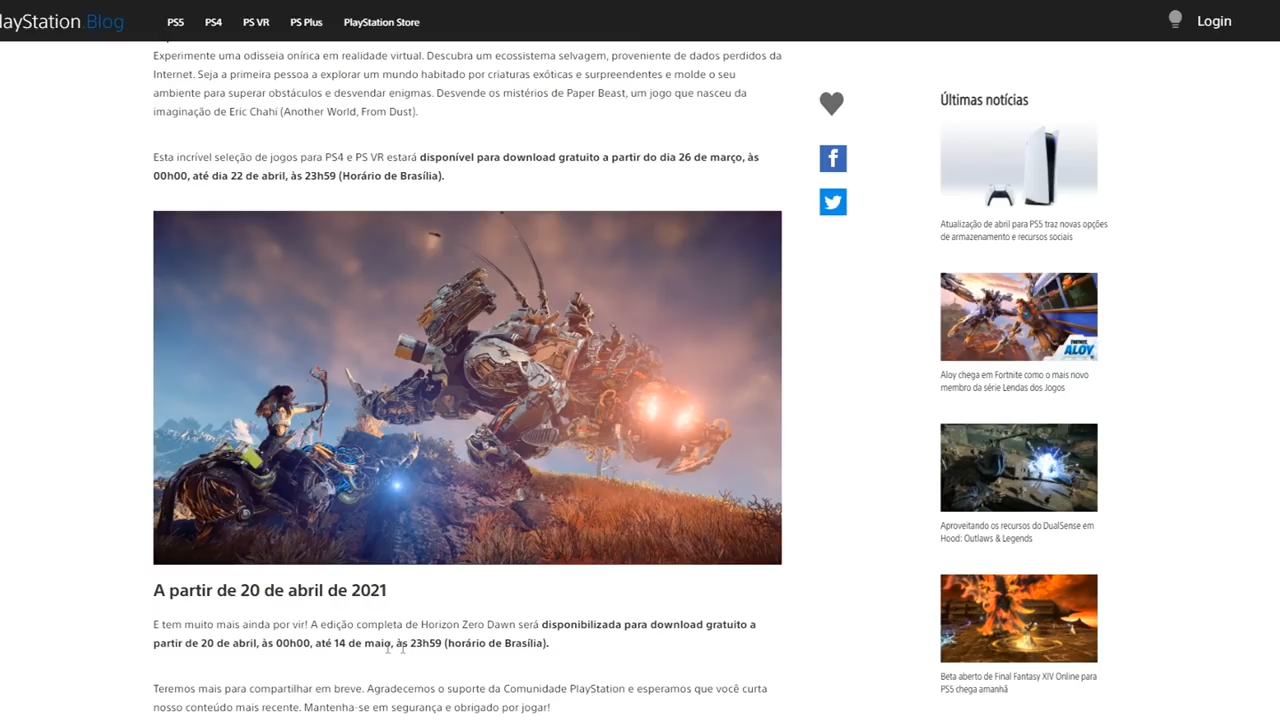 PlayStation.Blog PS5 PS4 PS VR PS Plus PlayStation Store Login
Experimente uma odisseia onírica em realidade virtual. Descubra um ecossistema selvagem, proveniente de dados perdidos da
Internet. Seja a primeira pessoa a explorar um mundo habitado por criaturas exóticas e surpreendentes e molde o seu
ambiente para superar obstáculos e desvendar enigmas. Desvende os mistérios de Paper Beast, um jogo que nasceu da
imaginação de Eric Chahi (Another World, From Dust).
Esta incrível seleção de jogos para PS4 e PS VR estará disponível para download gratuito a partir do dia 26 de março, às
00h00, até dia 22 de abril, às 23h59 (Horário de Brasília).
A partir de 20 de abril de 2021
E tem muito mais ainda por vir! A edição completa de Horizon Zero Dawn será disponibilizada para download gratuito a
partir de 20 de abril, às 00h00, até 14 de maio, às 23h59 (horário de Brasília).
Teremos mais para compartilhar em breve. Agradecemos o suporte da Comunidade PlayStation e esperamos que você curta
nosso conteúdo mais recente. Mantenha-se em segurança e obrigado por jogar!
Últimas notícias
Atualização de abril para PS5 traz novas opções
de armazenamento e recursos sociais
FORTNITE
ALOY
Aloy chega em Fortnite como o mais novo
membro da série Lendas dos Jogos
Aproveitando os recursos do DualSense em
Hood: Outlaws & Legends
Beta aberto de Final Fantasy XIV Online para
PS5 chega amanhã